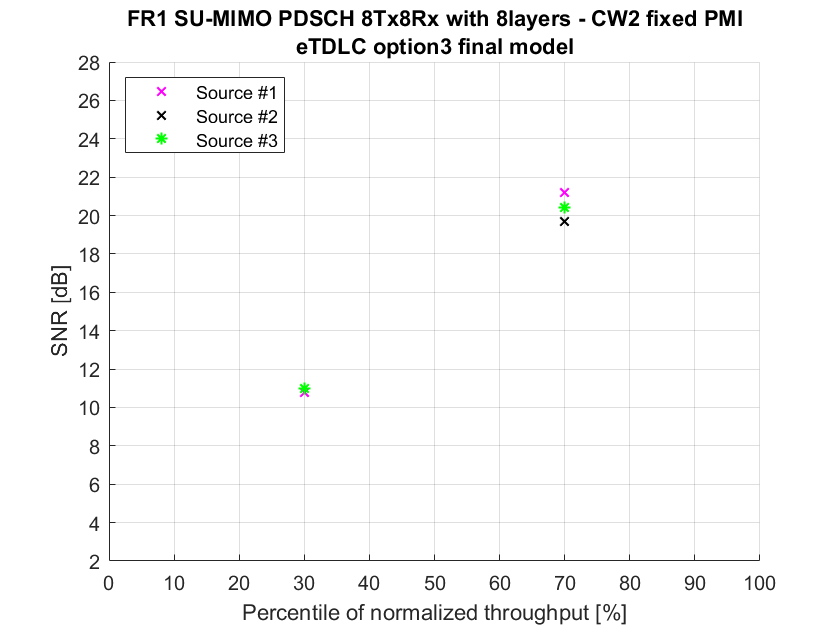 FR1 SU-MIMO PDSCH 8Tx8Rx with 8layers - CW2 fixed PMI
eTDLC option3 final model
28
26
24
22
20
18
16
14
12
10
8
6
4
2
Source #1
Source #2
Source #3
SNR [dB]
0 10 20 30 40 50 60 70 80 90 100
Percentile of normalized throughput [%]